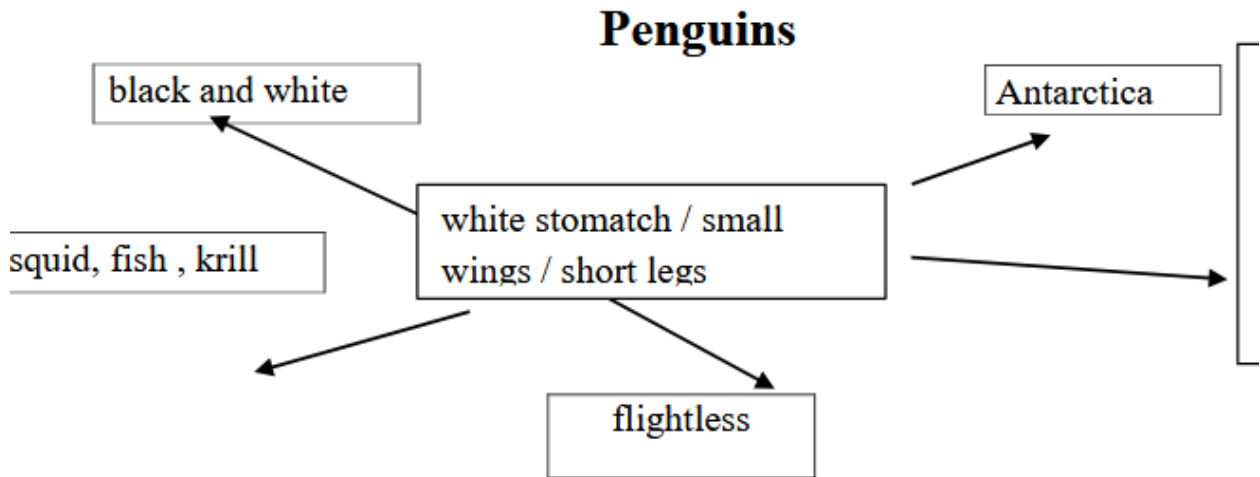 Penguins
black and white
Antarctica
white stomatch / small
wings / short legs
squid, fish , krill
flightless